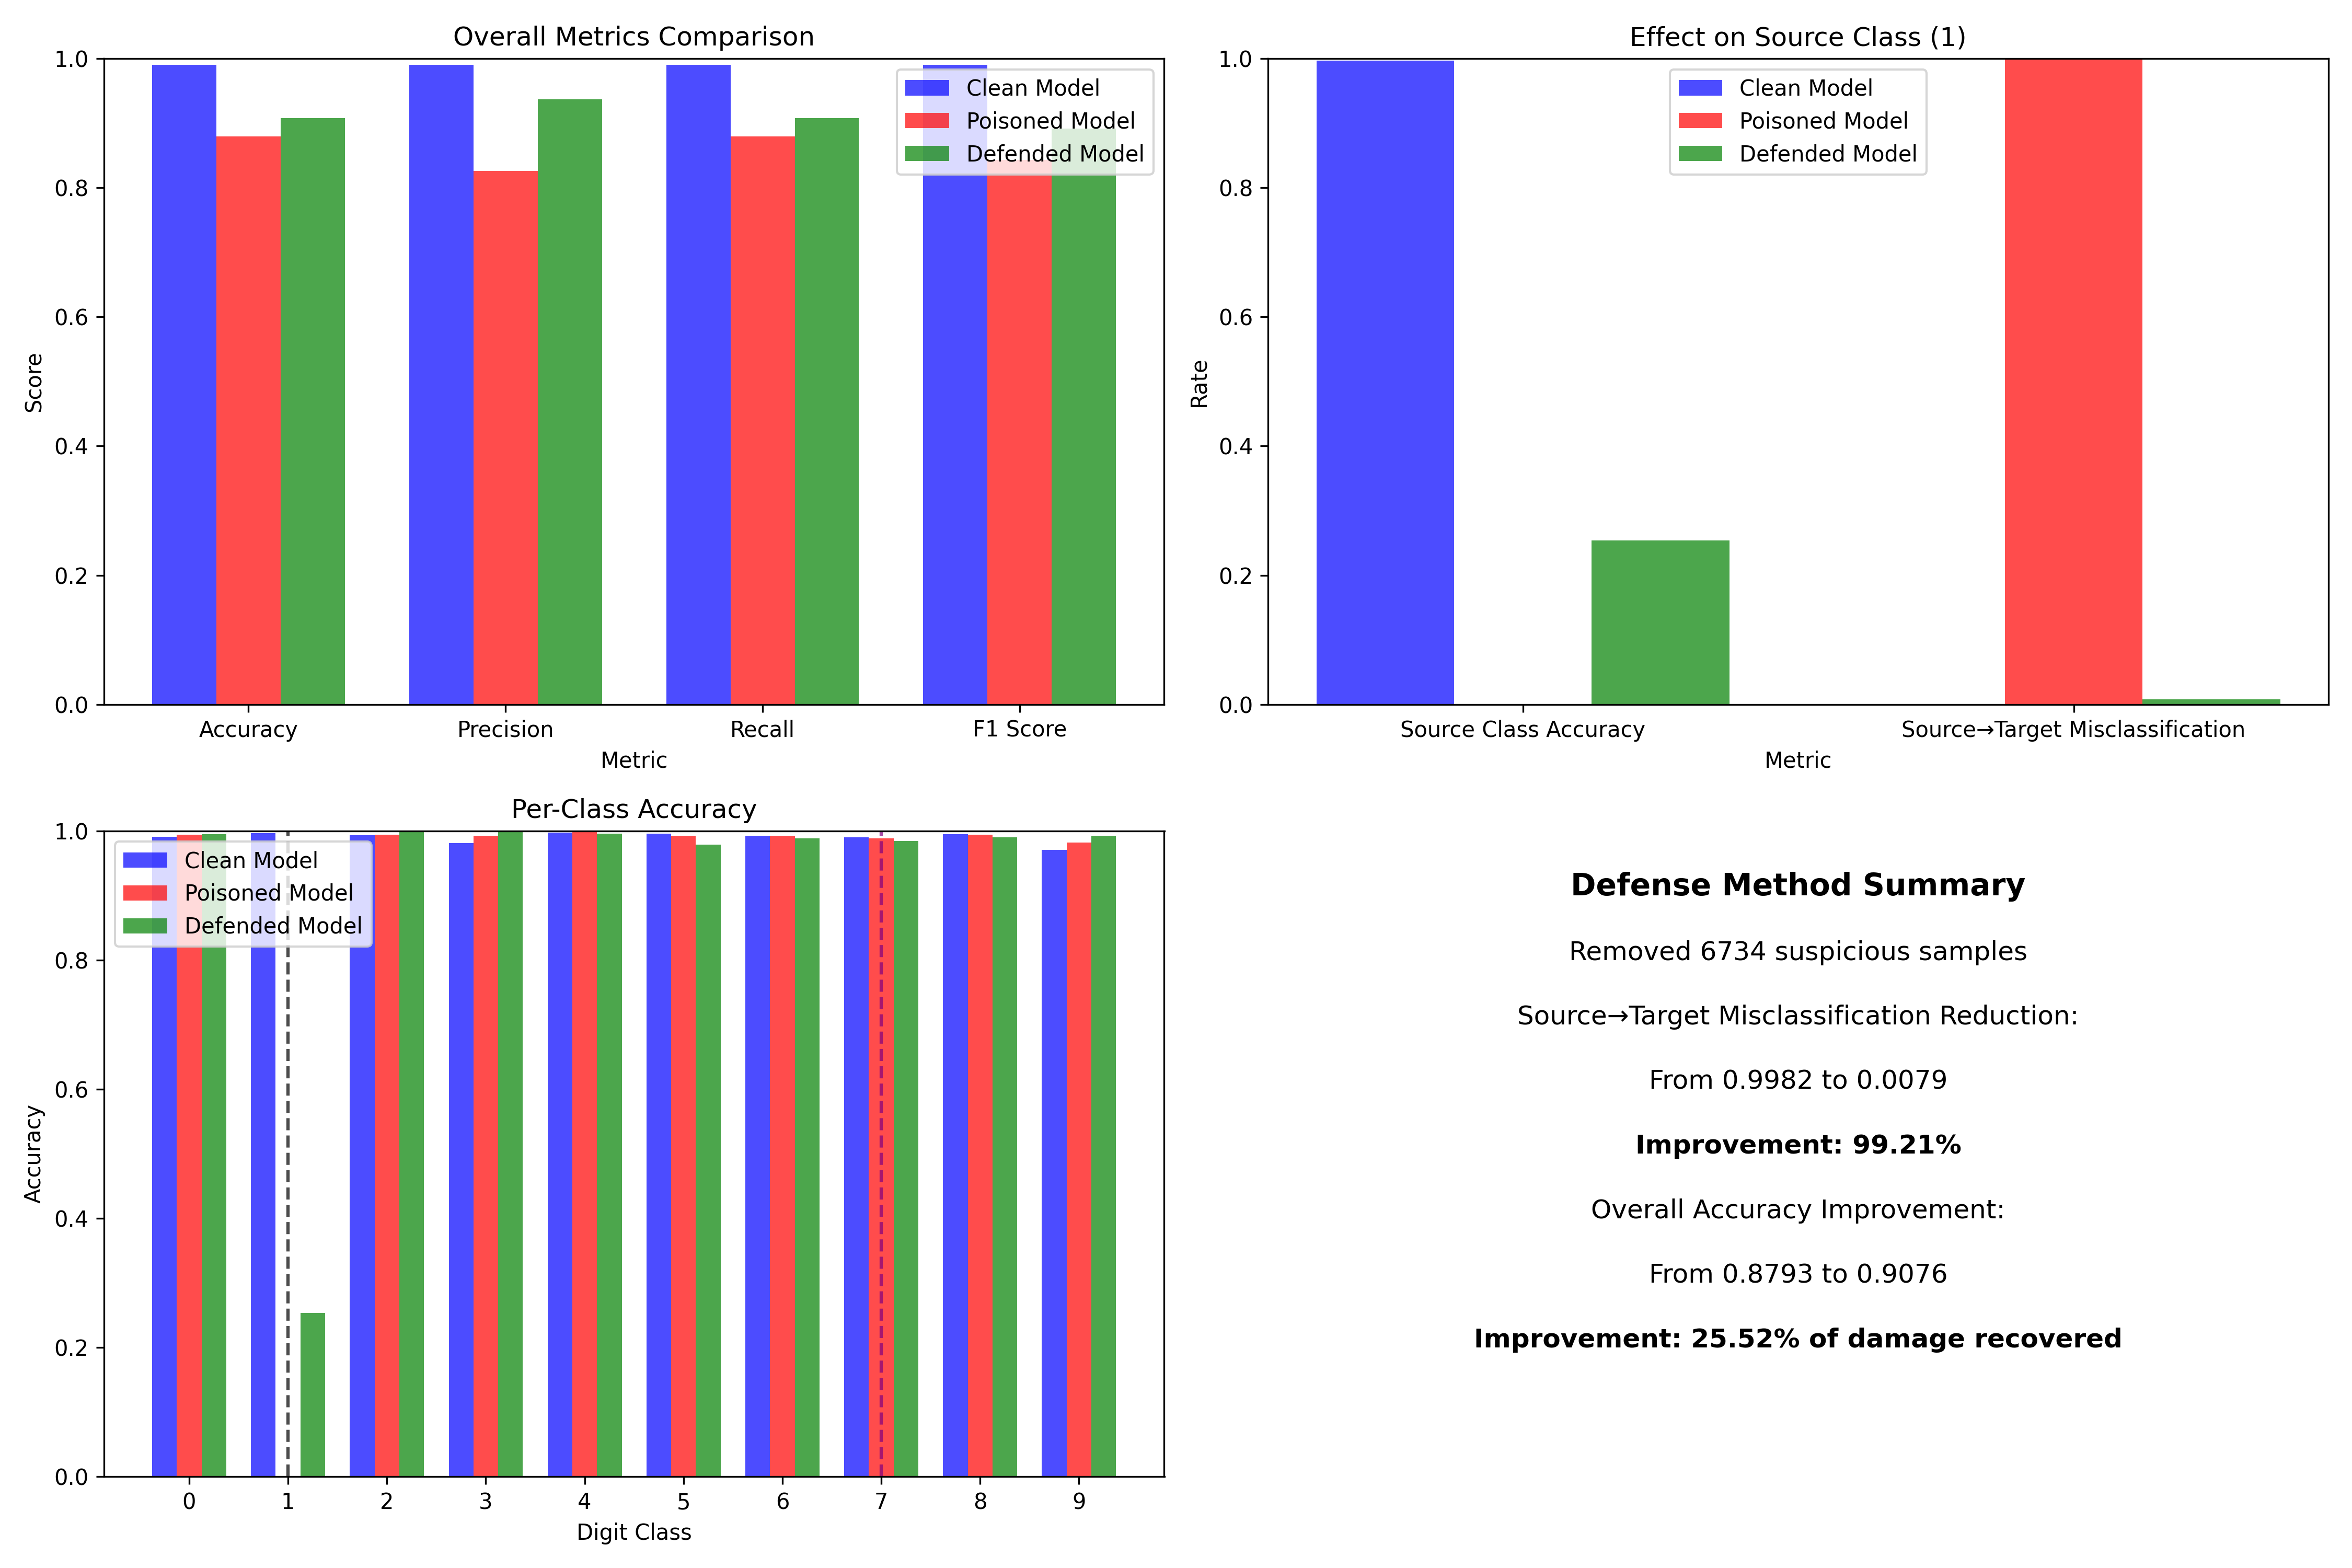 Overall Metrics Comparison
Score
1.0
0.8
0.6
0.4
0.2
0.0
Clean Model
Poisoned Model
Defended Model
Accuracy Precision Recall F1 Score
Metric
Effect on Source Class (1)
Rate
1.0
0.8
0.6
0.4
0.2
0.0
Clean Model
Poisoned Model
Defended Model
Source Class Accuracy Source→Target Misclassification
Metric
Per-Class Accuracy
Accuracy
1.0
0.8
0.6
0.4
0.2
0.0
Clean Model
Poisoned Model
Defended Model
0 1 2 3 4 5 6 7 8 9
Digit Class
Defense Method Summary
Removed 6734 suspicious samples
Source→Target Misclassification Reduction:
From 0.9982 to 0.0079
Improvement: 99.21%
Overall Accuracy Improvement:
From 0.8793 to 0.9076
Improvement: 25.52% of damage recovered